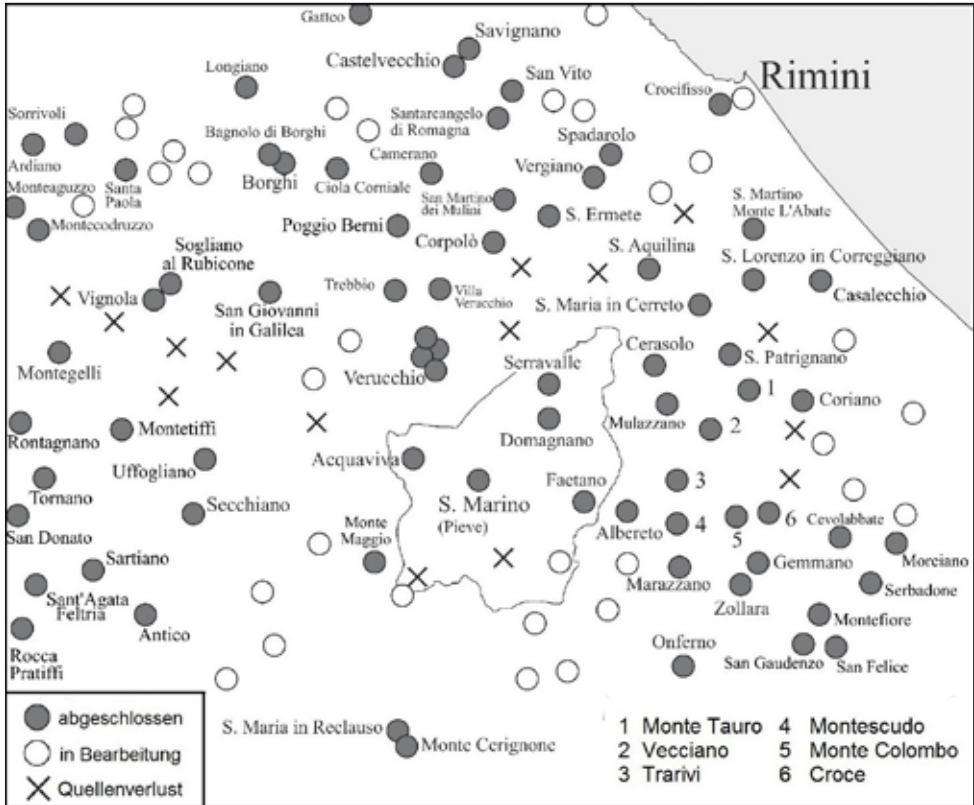 Gatteo
Savignano
Castelvecchio
Longiano
San Vito
Rimini
Crocifisso
Sorrivoli
Santarcangelo
di Romagna
Spadarolo
Bagnolo di Borghi
Camerano
Vergiano
Ardiano
Borghi
Ciola Corniale
Monteaguzzo
Santa
Paola
San Martino
dei Mulini
S. Martino
Monte L'Abate
Montecodruzzo
Poggio Berni
S. Ermete
Sogliano
al Rubicone
Corpolò
S. Aquilina
S. Lorenzo in Correggiano
Vignola
San Giovanni
in Galilea
Trebbio
Villa
Verucchio
Casalecchio
S. Maria in Cerreto
Montegelli
Verucchio
Serravalle
Cerasolo
S. Patrignano
1
Coriano
Rontagnano
Montetiffi
Domagnano
Mulazzano
2
Uffogliano
Acquaviva
Tornano
Secchiano
S. Marino
(Pieve)
Faetano
3
San Donato
Monte
Maggio
Albereto
4
5
6
Cevolabbate
Sartiano
Marazzano
Gemmano
Morciano
Sant'Agata
Feltria
Zollara
Serbadone
Antico
Montefiore
Rocca
Pratiffi
Onferno
San Gaudenzo
San Felice
S. Maria in Reclauso
Monte Cerignone
abgeschlossen
in Bearbeitung
Quellenverlust
1 Monte Tauro
2 Vecciano
3 Trarivi
4 Montescudo
5 Monte Colombo
6 Croce